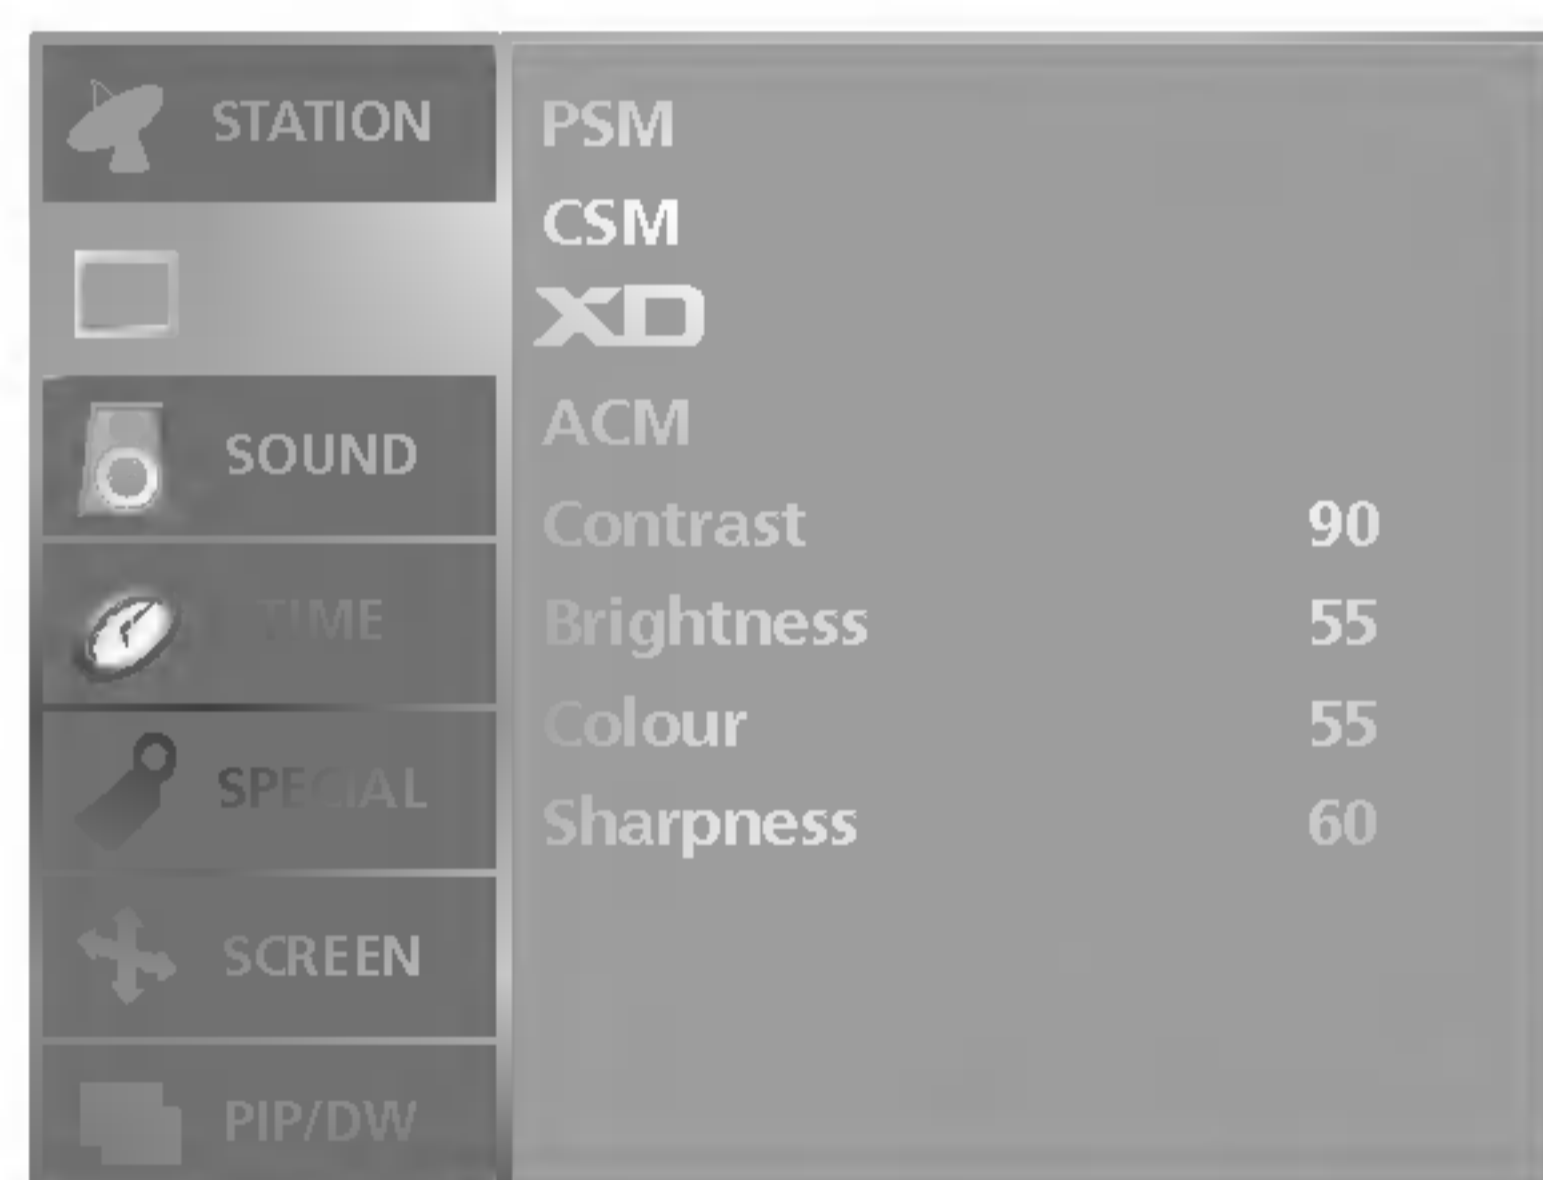 STATION
SOUND
TIME
SPECIAL
SCREEN
PIP/DW
PSM
CSM
XD
ACM
Contrast 90
Brightness 55
Colour 55
Sharpness 60